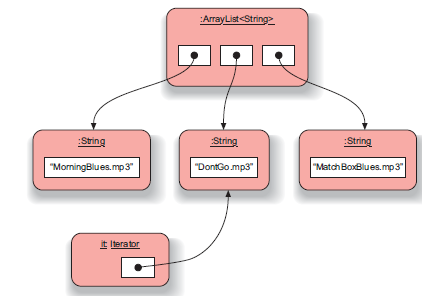 :ArrayList<String>
:String
"MorningBlues.mp3"
:String
"DontGo.mp3"
:String
"MatchBoxBlues.mp3"
it: Iterator